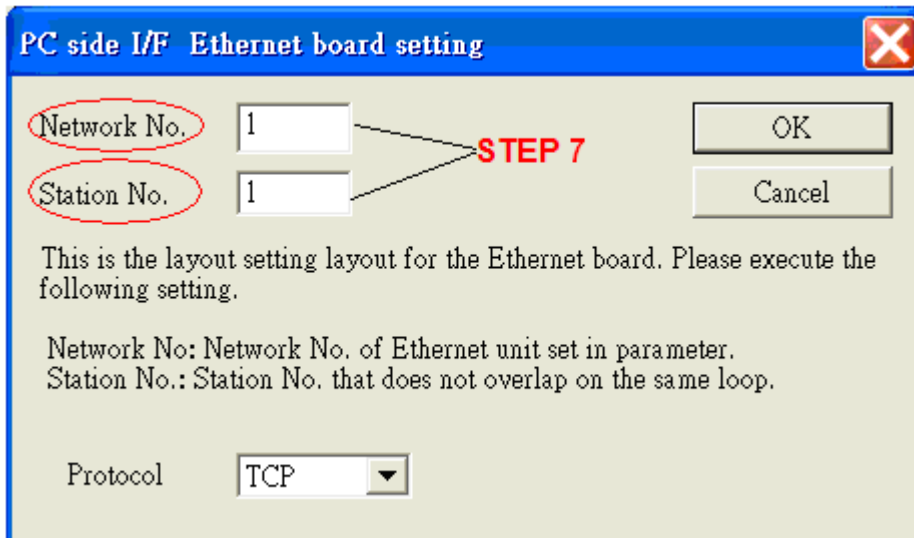 PC side I/F Ethernet board setting
Network No. 1
STEP 7
OK
Station No. 1
Cancel
This is the layout setting layout for the Ethernet board. Please execute the
following setting.
Network No: Network No. of Ethernet unit set in parameter.
Station No.: Station No. that does not overlap on the same loop.
Protocol TCP